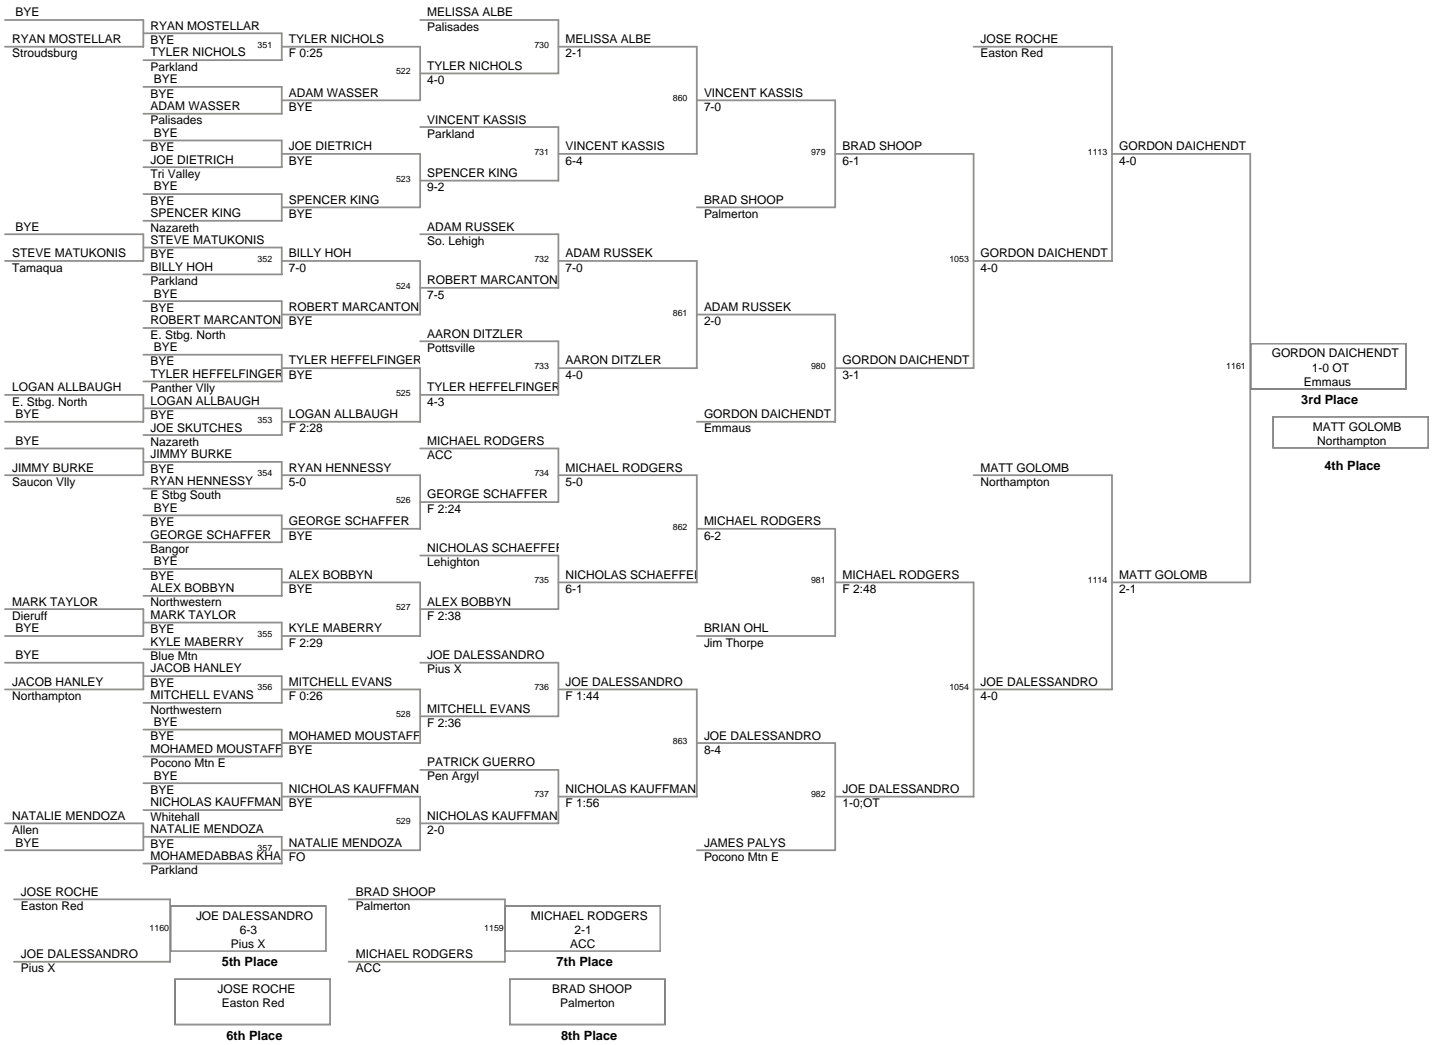 BYE
RYAN MOSTELLAR
Stroudsburg
BYE
STEVE MATUKONIS
Tamaqua
LOGAN ALLBAUGH
E. Stbg. North
BYE
BYE
JIMMY BURKE
Saucon Vlly
MARK TAYLOR
Dieruff
BYE
BYE
JACOB HANLEY
Northampton
NATALIE MENDOZA
Allen
BYE
RYAN MOSTELLAR
BYE
351
TYLER NICHOLS
Parkland
BYE
BYE
ADAM WASSER
Palisades
BYE
BYE
JOE DIETRICH
Tri Valley
BYE
BYE
SPENCER KING
Nazareth
STEVE MATUKONIS
BYE
352
BILLY HOH
Parkland
BYE
BYE
ROBERT MARCANTON
E. Stbg. North
BYE
BYE
TYLER HEFFELFINGER
Panther Vlly
LOGAN ALLBAUGH
BYE
353
JOE SKUTCHES
Nazareth
JIMMY BURKE
BYE
354
RYAN HENNESSY
E Stbg South
BYE
BYE
GEORGE SCHAFFER
Bangor
BYE
BYE
ALEX BOBBYN
Northwestern
MARK TAYLOR
BYE
355
KYLE MABERRY
Blue Mtn
JACOB HANLEY
BYE
356
MITCHELL EVANS
Northwestern
BYE
BYE
MOHAMED MOUSTAFF
Pocono Mtn E
BYE
BYE
NICHOLAS KAUFFMAN
Whitehall
NATALIE MENDOZA
BYE
357
MOHAMEDABBAS KHA
Parkland
TYLER NICHOLS
F 0:25
522
ADAM WASSER
BYE
JOE DIETRICH
BYE
523
SPENCER KING
BYE
BILLY HOH
7-0
524
ROBERT MARCANTON
BYE
TYLER HEFFELFINGER
BYE
525
LOGAN ALLBAUGH
F 2:28
RYAN HENNESSY
5-0
526
GEORGE SCHAFFER
BYE
ALEX BOBBYN
BYE
527
KYLE MABERRY
F 2:29
MITCHELL EVANS
F 0:26
528
MOHAMED MOUSTAFF
BYE
NICHOLAS KAUFFMAN
BYE
529
NATALIE MENDOZA
FO
MELISSA ALBE
Palisades
730
TYLER NICHOLS
4-0
VINCENT KASSIS
Parkland
731
SPENCER KING
9-2
ADAM RUSSEK
So. Lehigh
732
ROBERT MARCANTON
7-5
AARON DITZLER
Pottsville
733
TYLER HEFFELFINGER
4-3
MICHAEL RODGERS
ACC
734
GEORGE SCHAFFER
F 2:24
NICHOLAS SCHAEFFER
Lehighton
735
ALEX BOBBYN
F 2:38
JOE DALESSANDRO
Pius X
736
MITCHELL EVANS
F 2:36
PATRICK GUERRO
Pen Argyl
737
NICHOLAS KAUFFMAN
2-0
MELISSA ALBE
2-1
860
VINCENT KASSIS
6-4
ADAM RUSSEK
7-0
861
AARON DITZLER
4-0
MICHAEL RODGERS
5-0
862
NICHOLAS SCHAEFFEI
6-1
JOE DALESSANDRO
F 1:44
863
NICHOLAS KAUFFMAN
F 1:56
VINCENT KASSIS
7-0
979
BRAD SHOOP
Palmerton
ADAM RUSSEK
2-0
980
GORDON DAICHENDT
Emmaus
MICHAEL RODGERS
6-2
981
BRIAN OHL
Jim Thorpe
JOE DALESSANDRO
8-4
982
JAMES PALYS
Pocono Mtn E
BRAD SHOOP
6-1
1053
GORDON DAICHENDT
3-1
MICHAEL RODGERS
F 2:48
1054
JOE DALESSANDRO
1-0;OT
JOSE ROCHE
Easton Red
1113
GORDON DAICHENDT
4-0
MATT GOLOMB
Northampton
1114
JOE DALESSANDRO
4-0
GORDON DAICHENDT
4-0
1161
MATT GOLOMB
2-1
GORDON DAICHENDT
1-0 OT
Emmaus
3rd Place
MATT GOLOMB
Northampton
4th Place
JOSE ROCHE
Easton Red
1160
JOE DALESSANDRO
Pius X
JOE DALESSANDRO
6-3
Pius X
5th Place
JOSE ROCHE
Easton Red
6th Place
BRAD SHOOP
Palmerton
1159
MICHAEL RODGERS
ACC
MICHAEL RODGERS
2-1
ACC
7th Place
BRAD SHOOP
Palmerton
8th Place